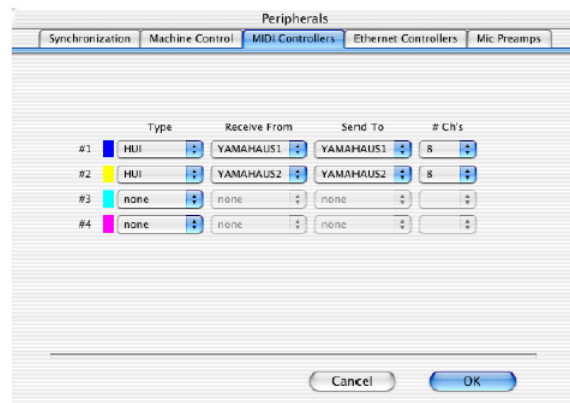 Peripherals
Synchronization Machine Control MIDI Controllers Ethernet Controllers Mic Preamps
Type Receive From Send To # Ch's
#1 HUI YAMAHAUS1 YAMAHAUS1 8
#2 HUI YAMAHAUS2 YAMAHAUS2 8
#3 none none none
#4 none none none
Cancel OK